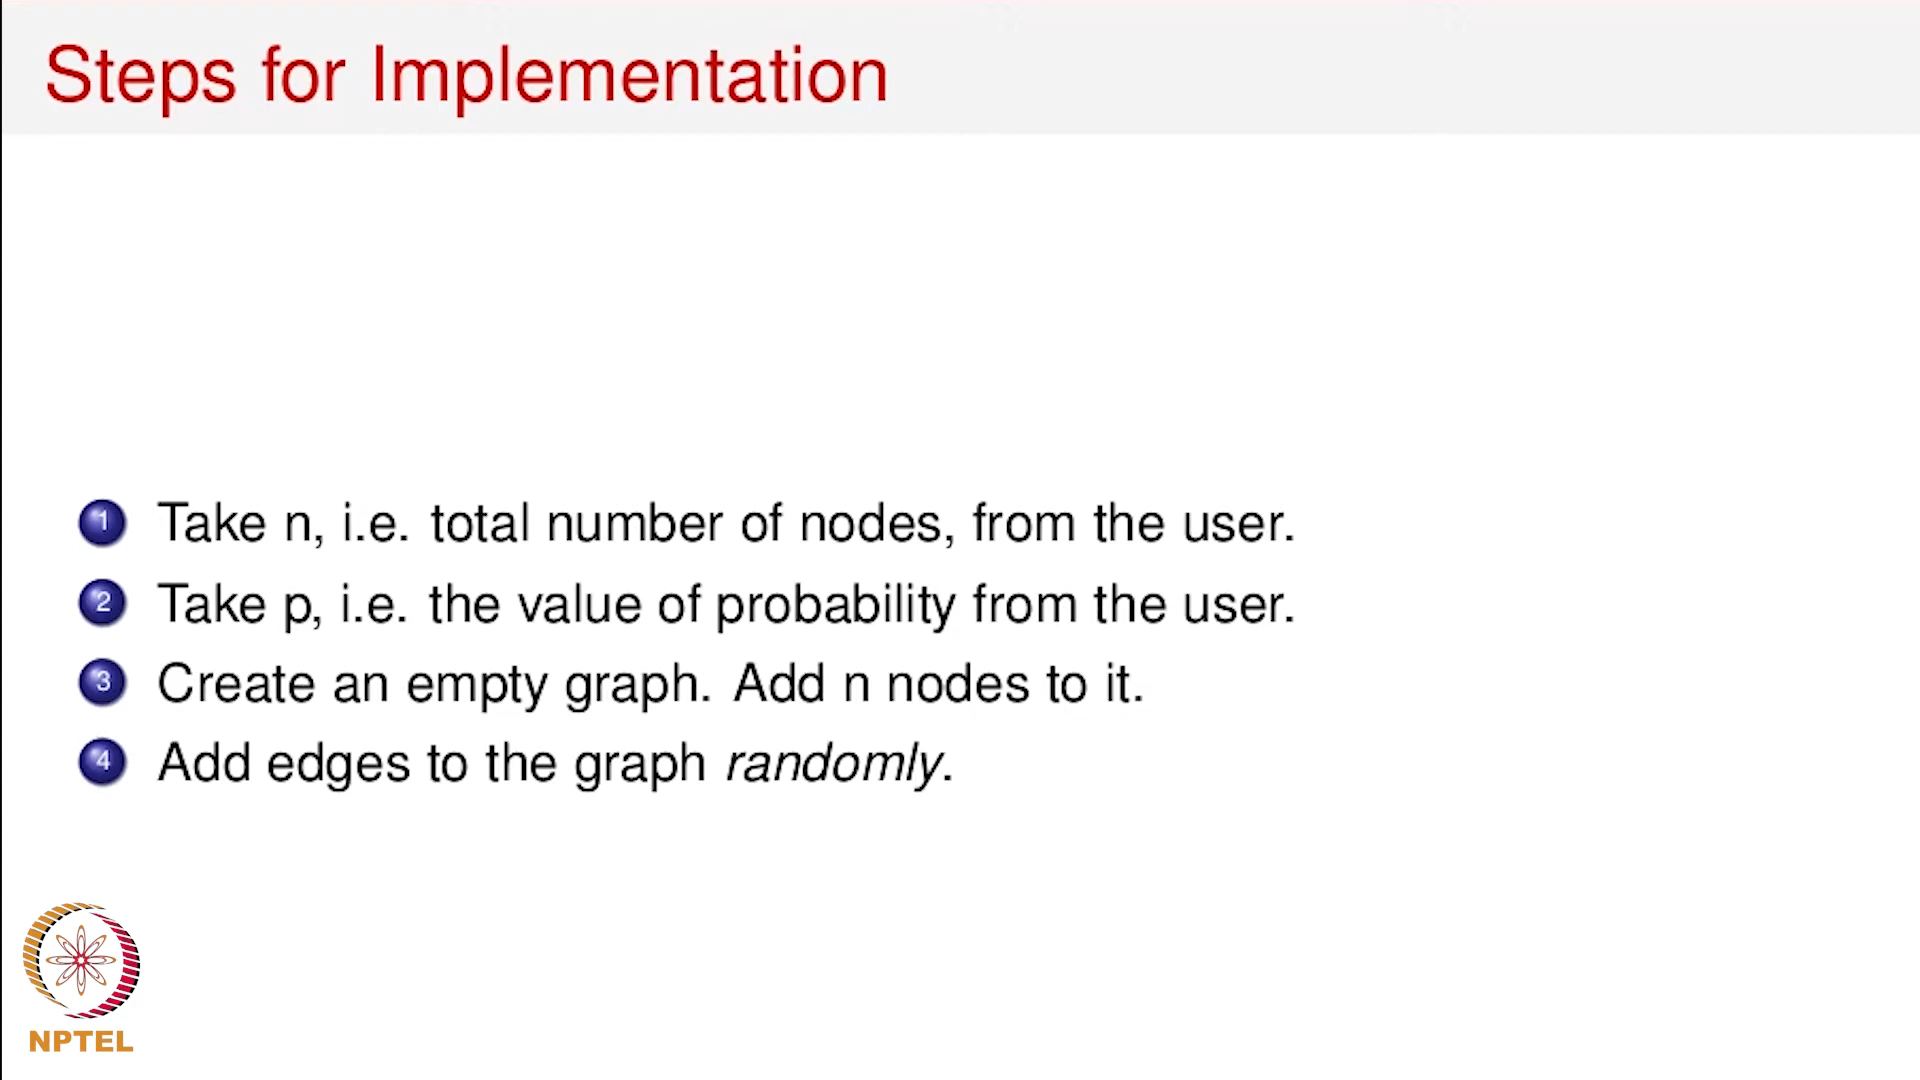 Steps for Implementation
1 Take n, i.e. total number of nodes, from the user.
2 Take p, i.e. the value of probability from the user.
3 Create an empty graph. Add n nodes to it.
4 Add edges to the graph randomly.
NPTEL